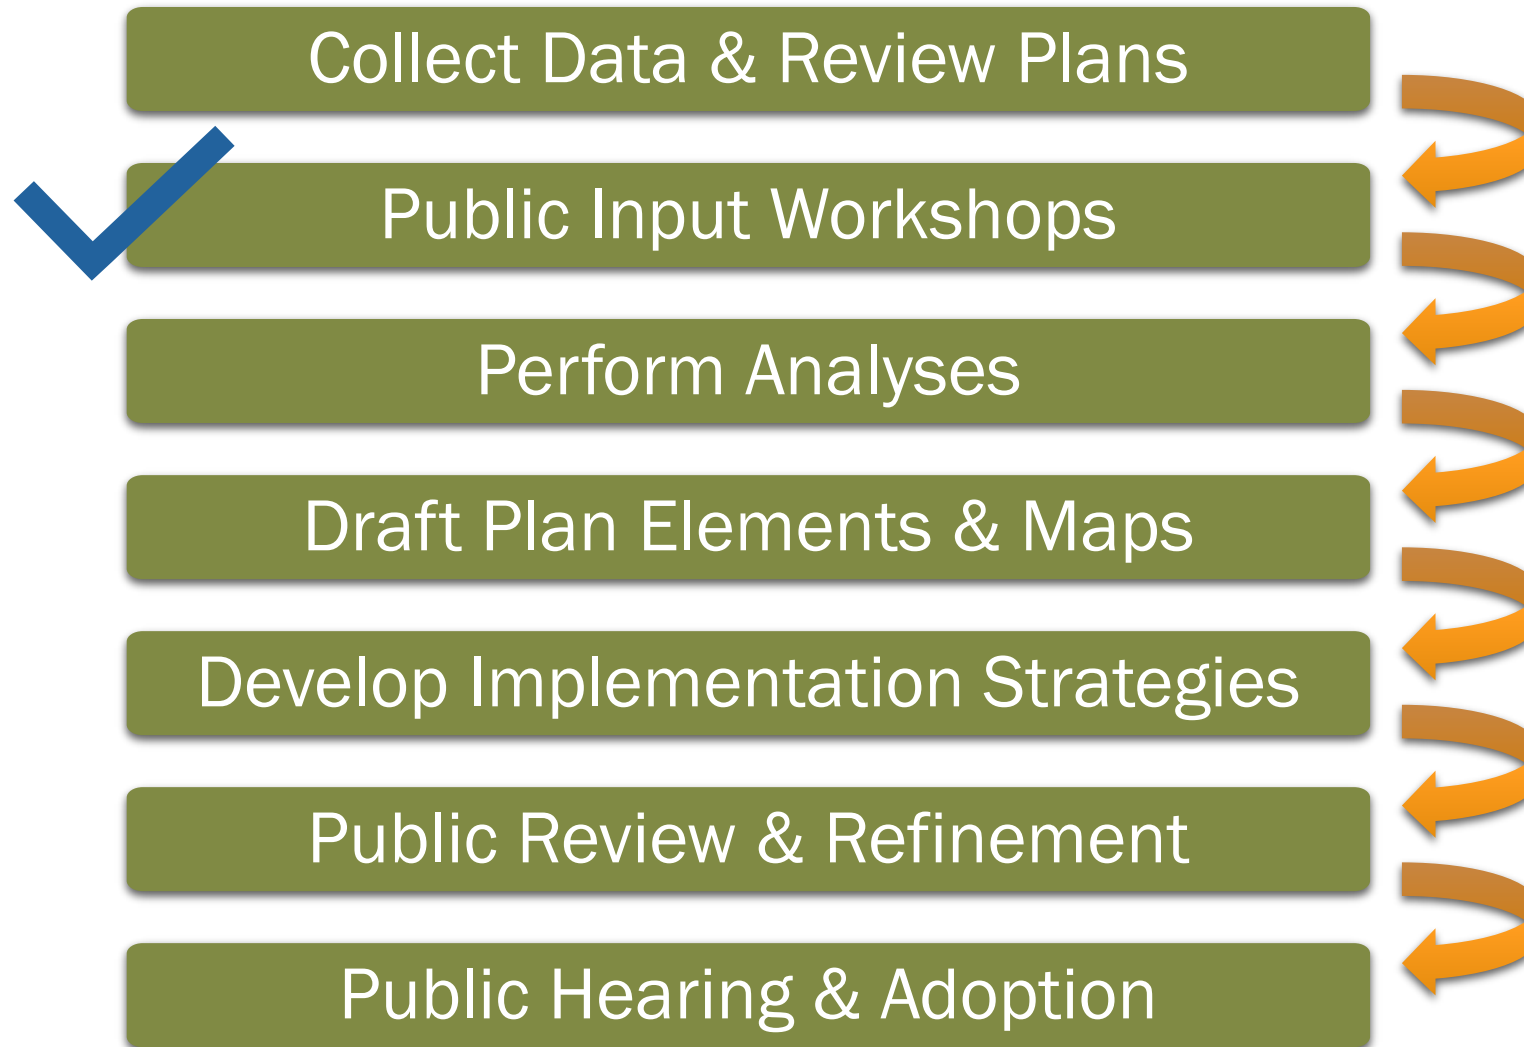 Collect Data & Review Plans
Public Input Workshops
Perform Analyses
Draft Plan Elements & Maps
Develop Implementation Strategies
Public Review & Refinement
Public Hearing & Adoption